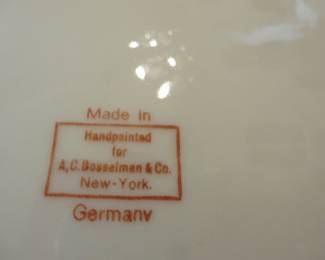 Made in
Handpainted
for
A.C. Bosselman & Co.
New-York.
Germany